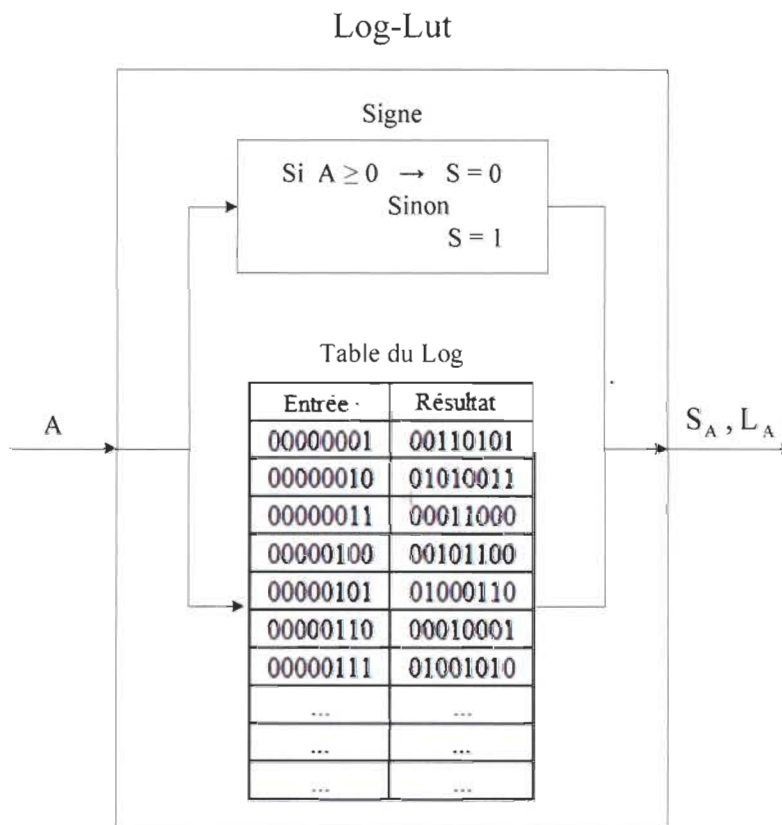 Log-Lut
Signe
Si A ≥ 0 → S = 0
Sinon
S = 1
Table du Log
Entrée Résultat
00000001 00110101
00000010 01010011
00000011 00011000
00000100 00101100
00000101 01000110
00000110 00010001
00000111 01001010
... ...
... ...
... ...
A
S_A , L_A